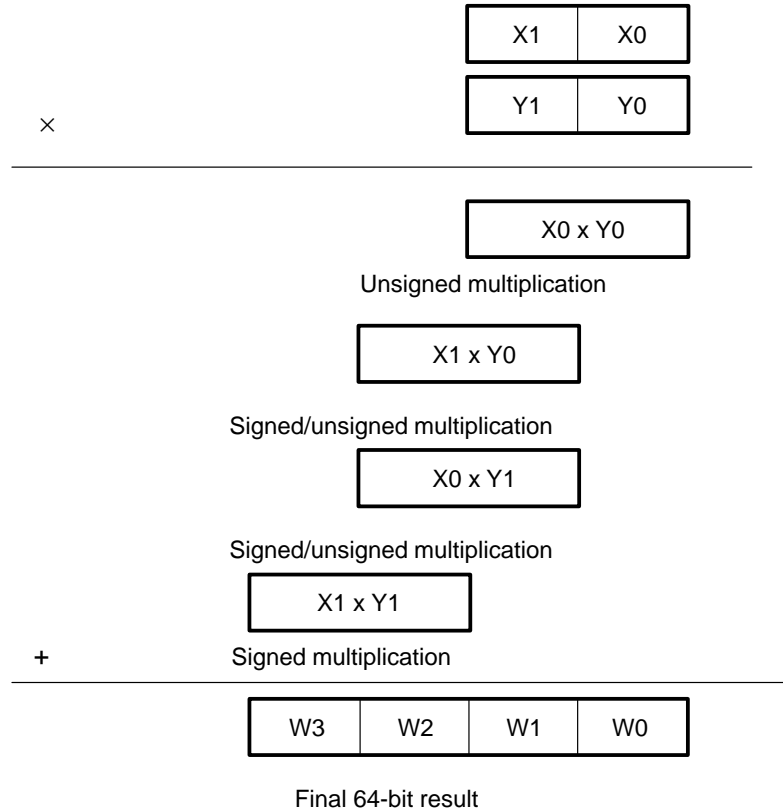 X1 X0
Y1 Y0
×
X0 x Y0
Unsigned multiplication
X1 x Y0
Signed/unsigned multiplication
X0 x Y1
Signed/unsigned multiplication
X1 x Y1
+ Signed multiplication
W3 W2 W1 W0
Final 64-bit result